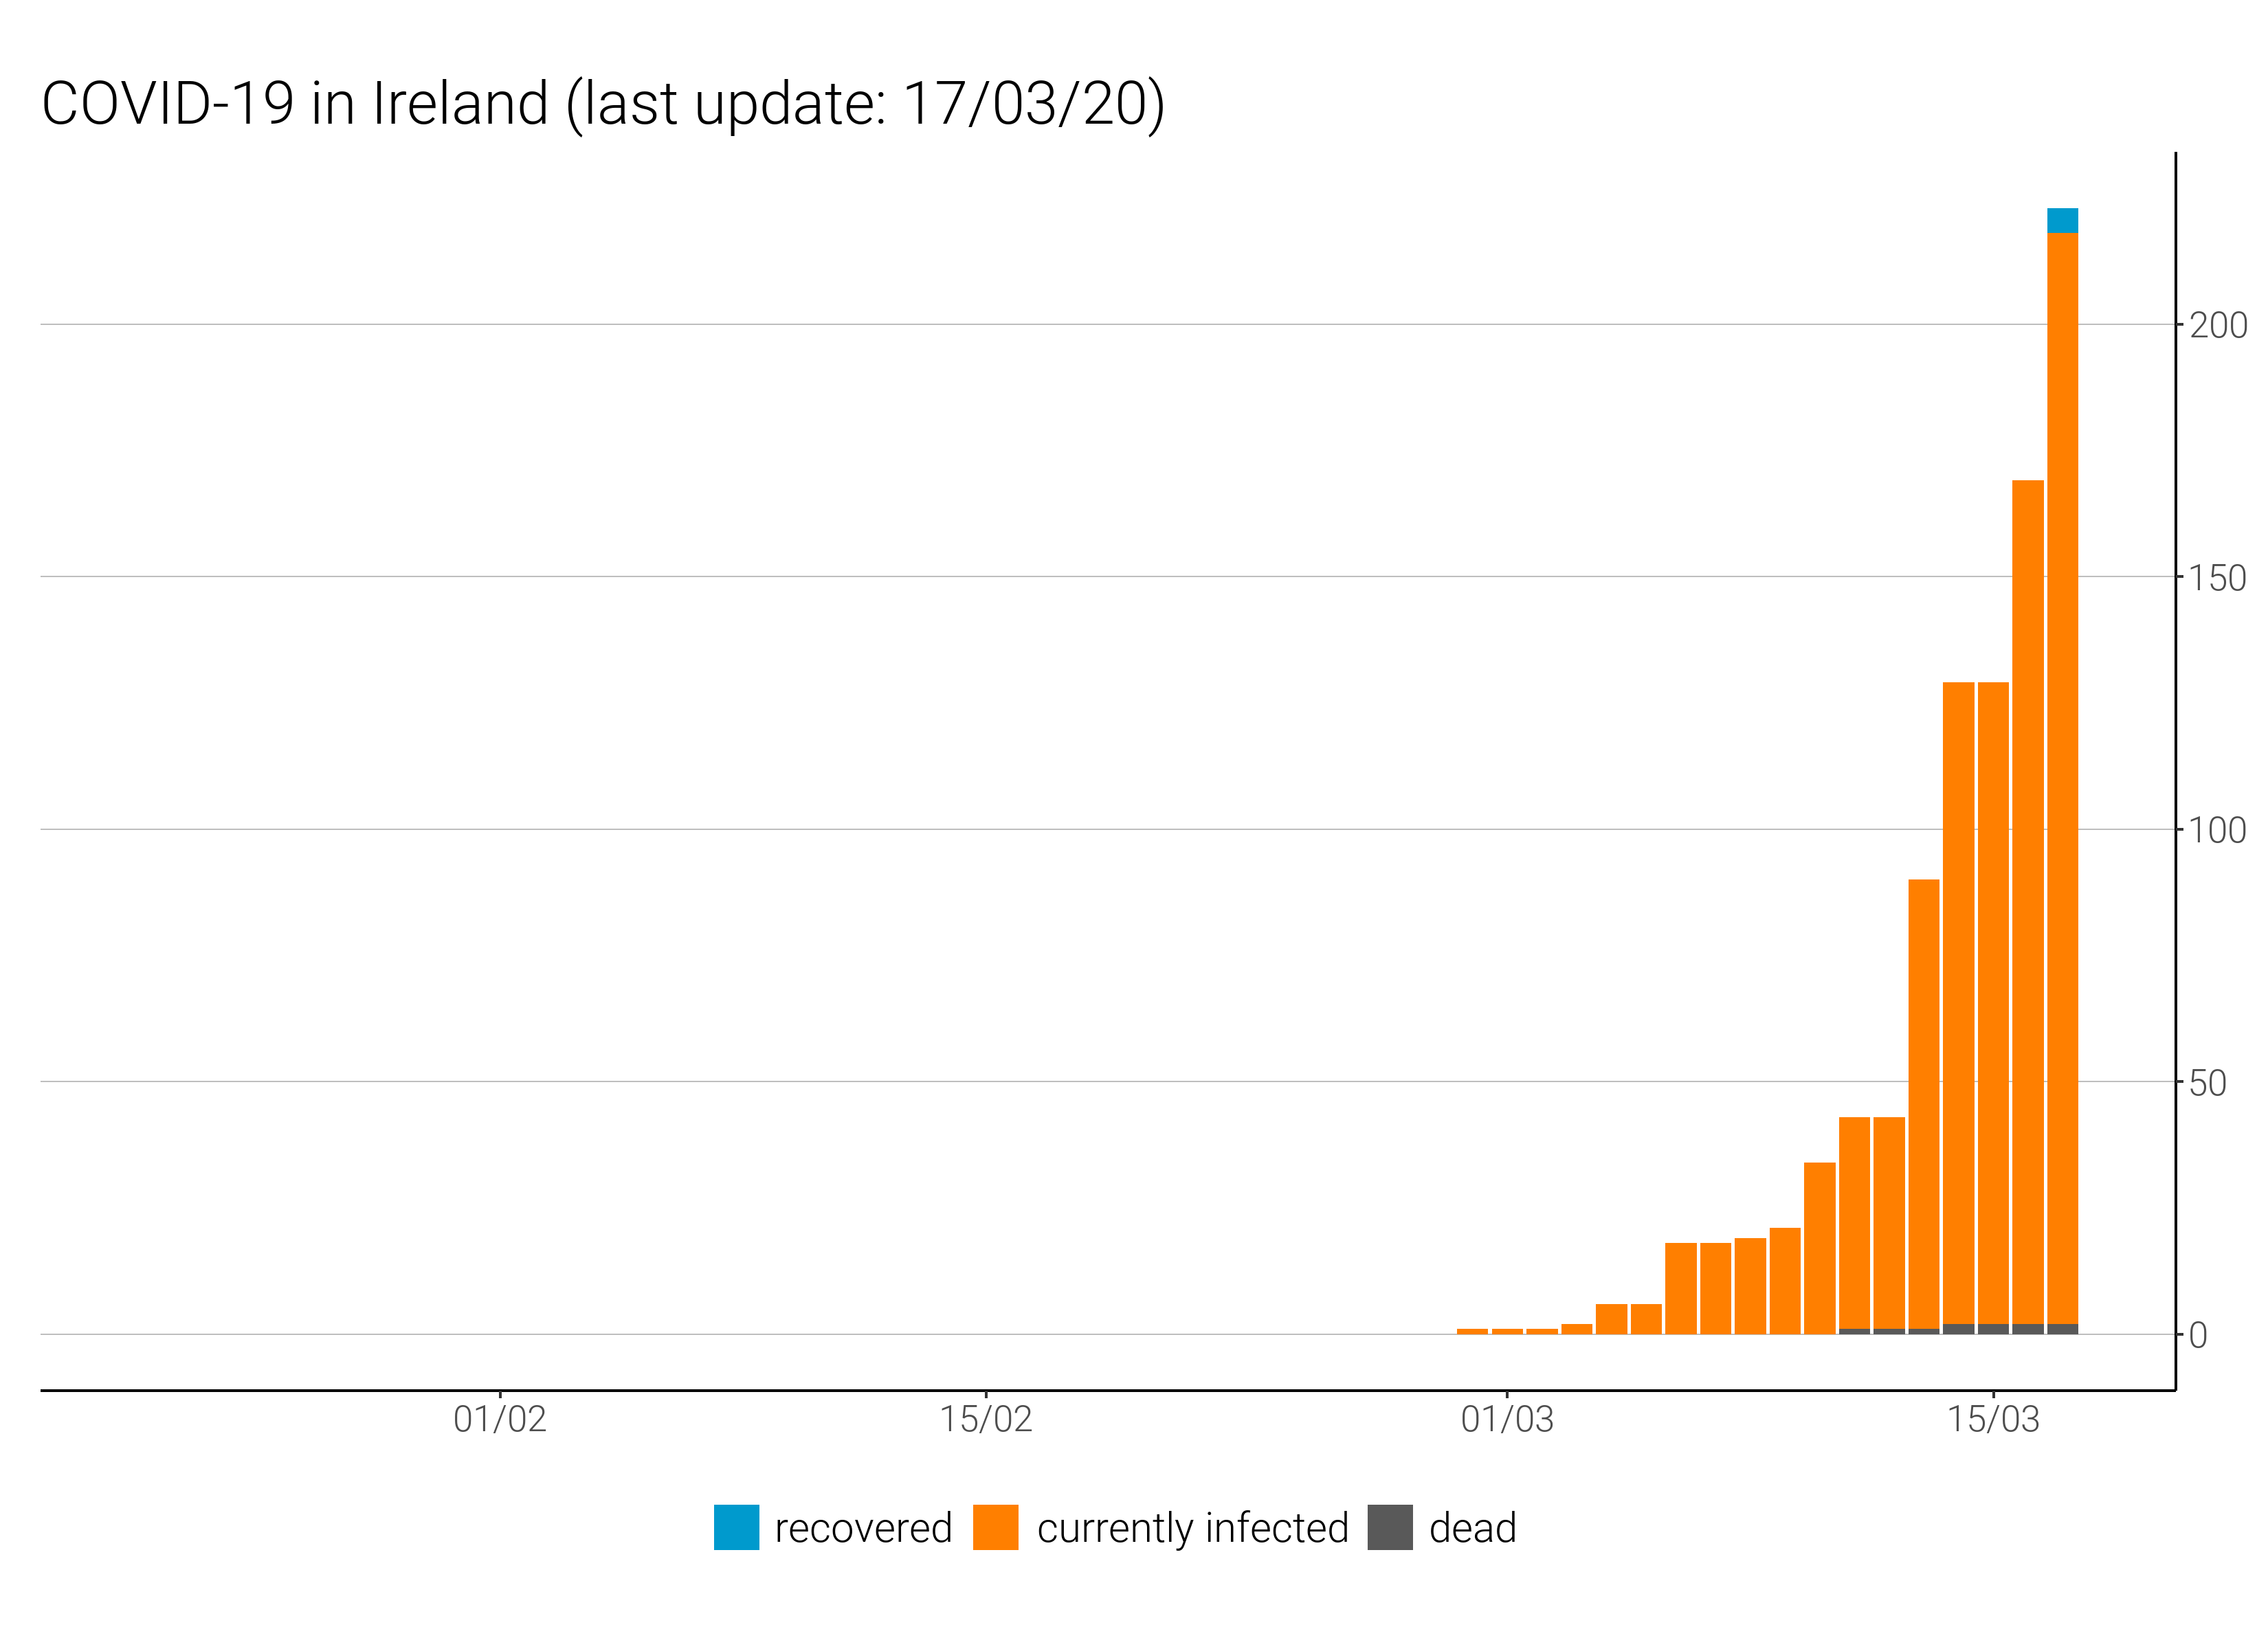 COVID-19 in Ireland (last update: 17/03/20)
200
150
100
50
0
01/02 15/02 01/03 15/03
recovered currently infected dead